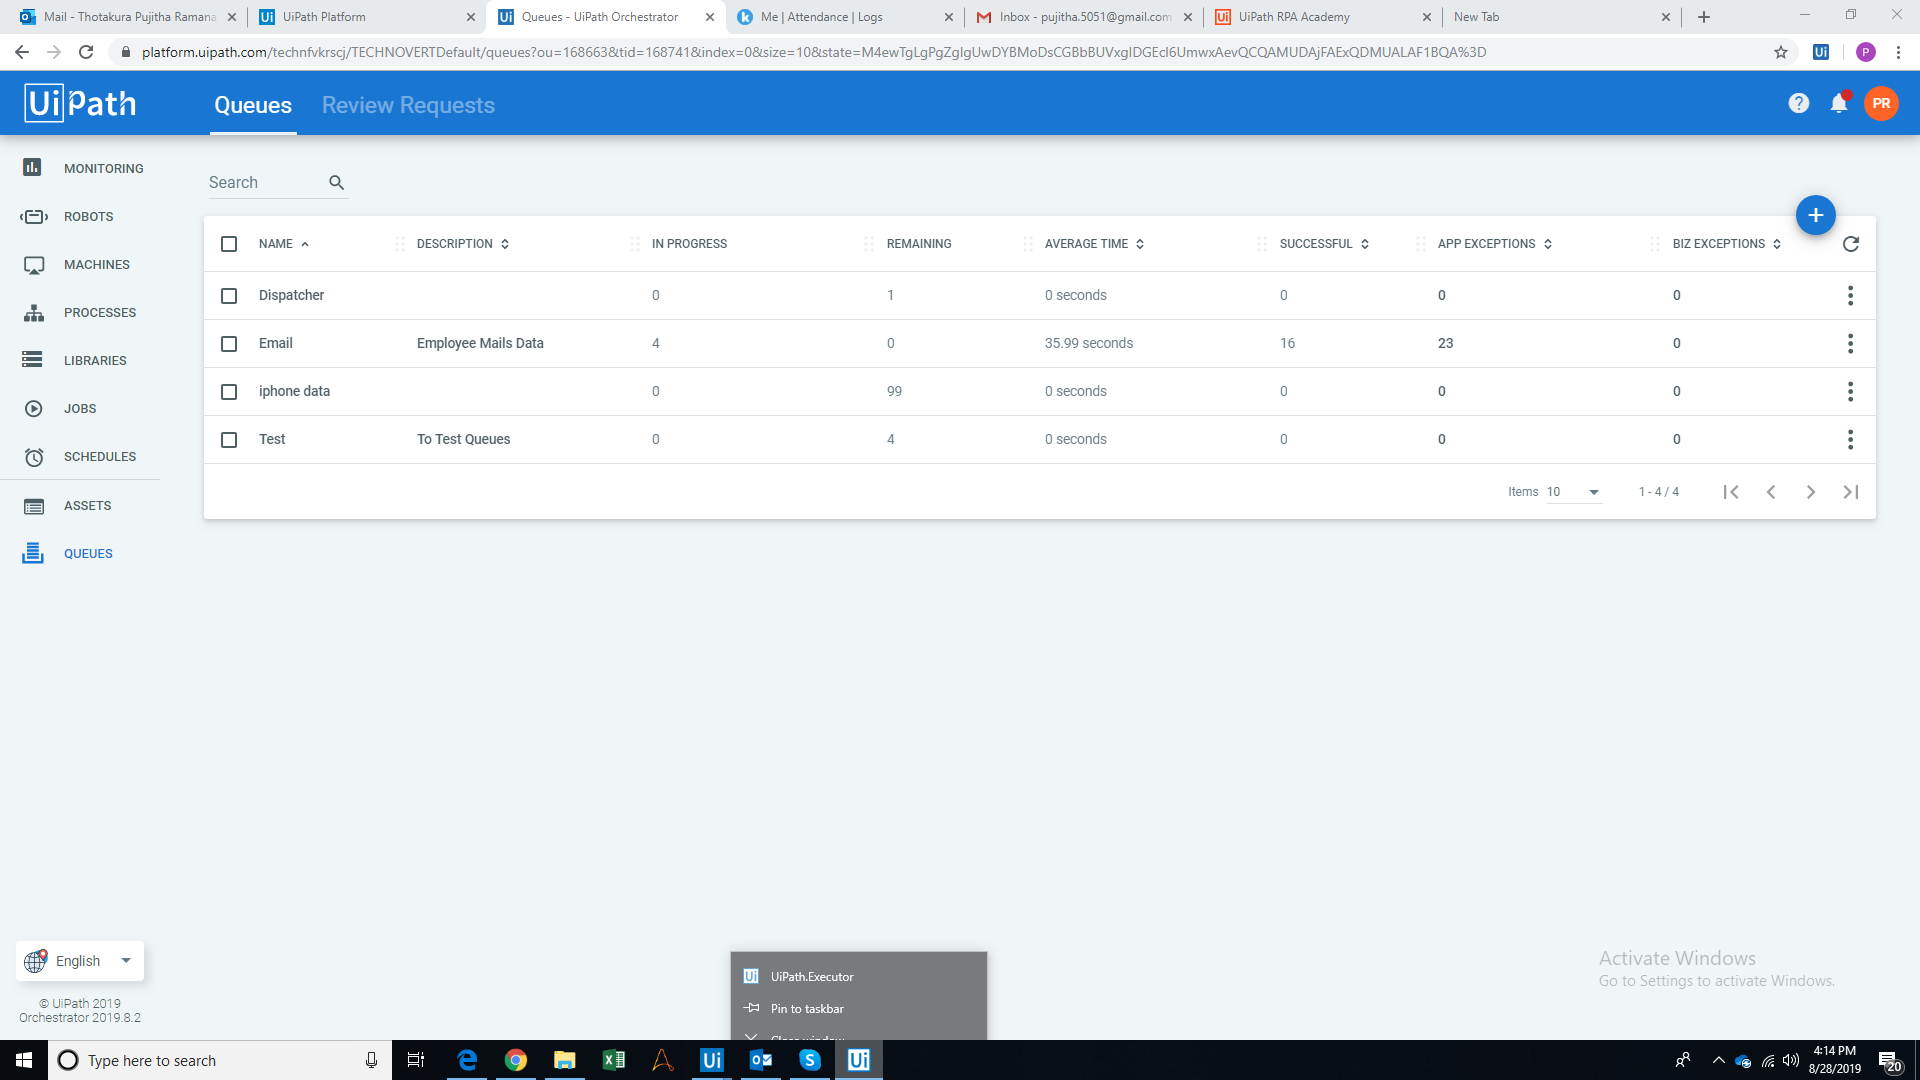 Mail - Thotakura Pujitha Ramana
UiPath Platform
Queues - UiPath Orchestrator
Me | Attendance | Logs
Inbox - pujitha.5051@gmail.com
UiPath RPA Academy
New Tab
platform.uipath.com/technfvkrscj/TECHNOVERTDefault/queues?ou=168663&tid=168741&index=0&size=10&state=M4ewTgLgPgZgIgUwDYBMoDsCGBbBUVxgIDGEcI6UmwxAevQCQAMUDAjFAExQDMUALAF1BQA%3D
UiPath
Queues
Review Requests
PR
MONITORING
ROBOTS
MACHINES
PROCESSES
LIBRARIES
JOBS
SCHEDULES
ASSETS
QUEUES
Search
NAME DESCRIPTION IN PROGRESS REMAINING AVERAGE TIME SUCCESSFUL APP EXCEPTIONS BIZ EXCEPTIONS
Dispatcher 0 1 0 seconds 0 0 0
Email Employee Mails Data 4 0 35.99 seconds 16 23 0
iphone data 0 99 0 seconds 0 0 0
Test To Test Queues 0 4 0 seconds 0 0 0
Items 10 1 - 4 / 4
English
© UiPath 2019
Orchestrator 2019.8.2
UiPath.Executor
Pin to taskbar
Close window
Activate Windows
Go to Settings to activate Windows.
Type here to search
4:14 PM
8/28/2019
20